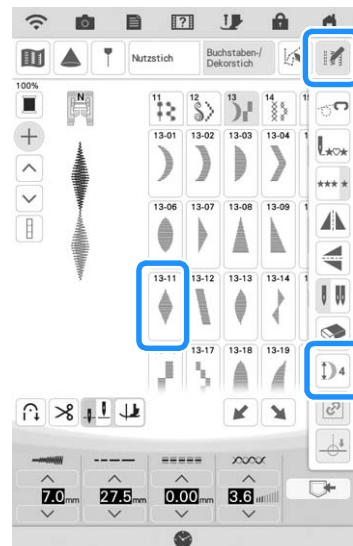 ?
Nutzstich
Buchstaben-/
Dekorstich
100%
N
11 12 13 14
13-01 13-02 13-03 13-04
13-06 13-07 13-08 13-09
13-11 13-12 13-13 13-14
13-17 13-18 13-19
4
7.0mm 27.5mm 0.00mm 3.6